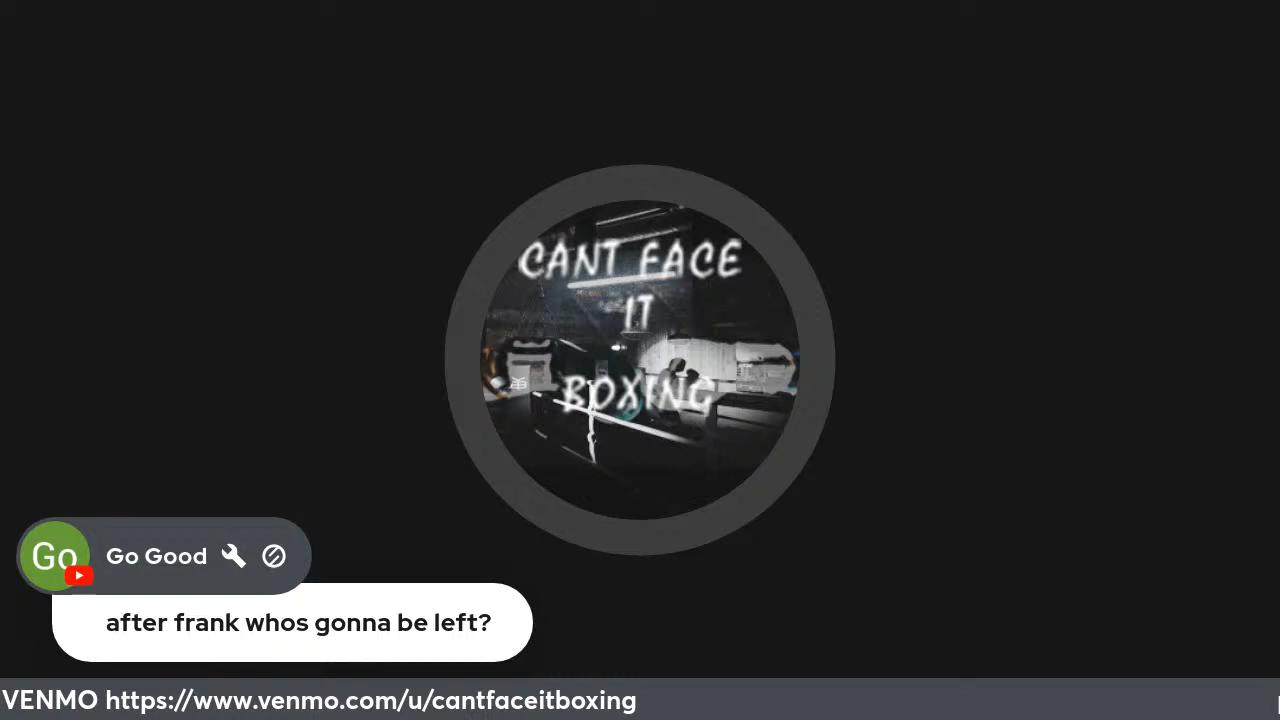 CANT FACE
IT
BOXING
Go
Go Good
after frank whos gonna be left?
VENMO https://www.venmo.com/u/cantfaceitboxing